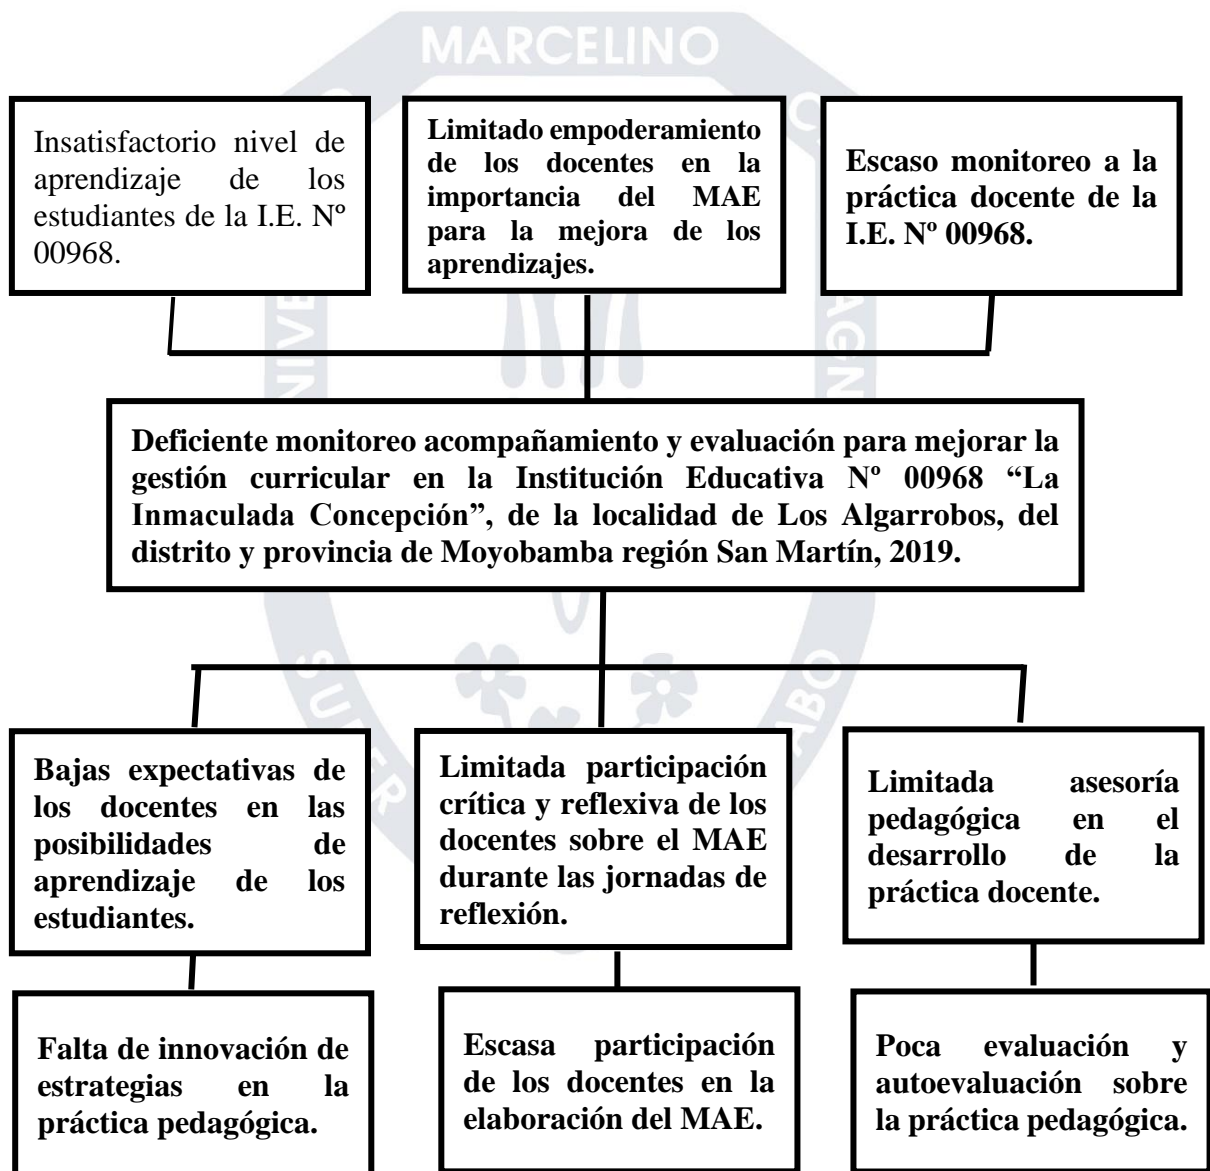 MARCELINO
Insatisfactorio nivel de
aprendizaje de los
estudiantes de la I.E. Nº
00968.
Limitado empoderamiento
de los docentes en la
importancia del MAE
para la mejora de los
aprendizajes.
Escaso monitoreo a la
práctica docente de la
I.E. Nº 00968.
Deficiente monitoreo acompañamiento y evaluación para mejorar la
gestión curricular en la Institución Educativa Nº 00968 “La
Inmaculada Concepción”, de la localidad de Los Algarrobos, del
distrito y provincia de Moyobamba región San Martín, 2019.
Bajas expectativas de
los docentes en las
posibilidades de
aprendizaje de los
estudiantes.
Limitada participación
crítica y reflexiva de los
docentes sobre el MAE
durante las jornadas de
reflexión.
Limitada asesoría
pedagógica en el
desarrollo de la
práctica docente.
Falta de innovación de
estrategias en la
práctica pedagógica.
Escasa participación
de los docentes en la
elaboración del MAE.
Poca evaluación y
autoevaluación sobre
la práctica pedagógica.